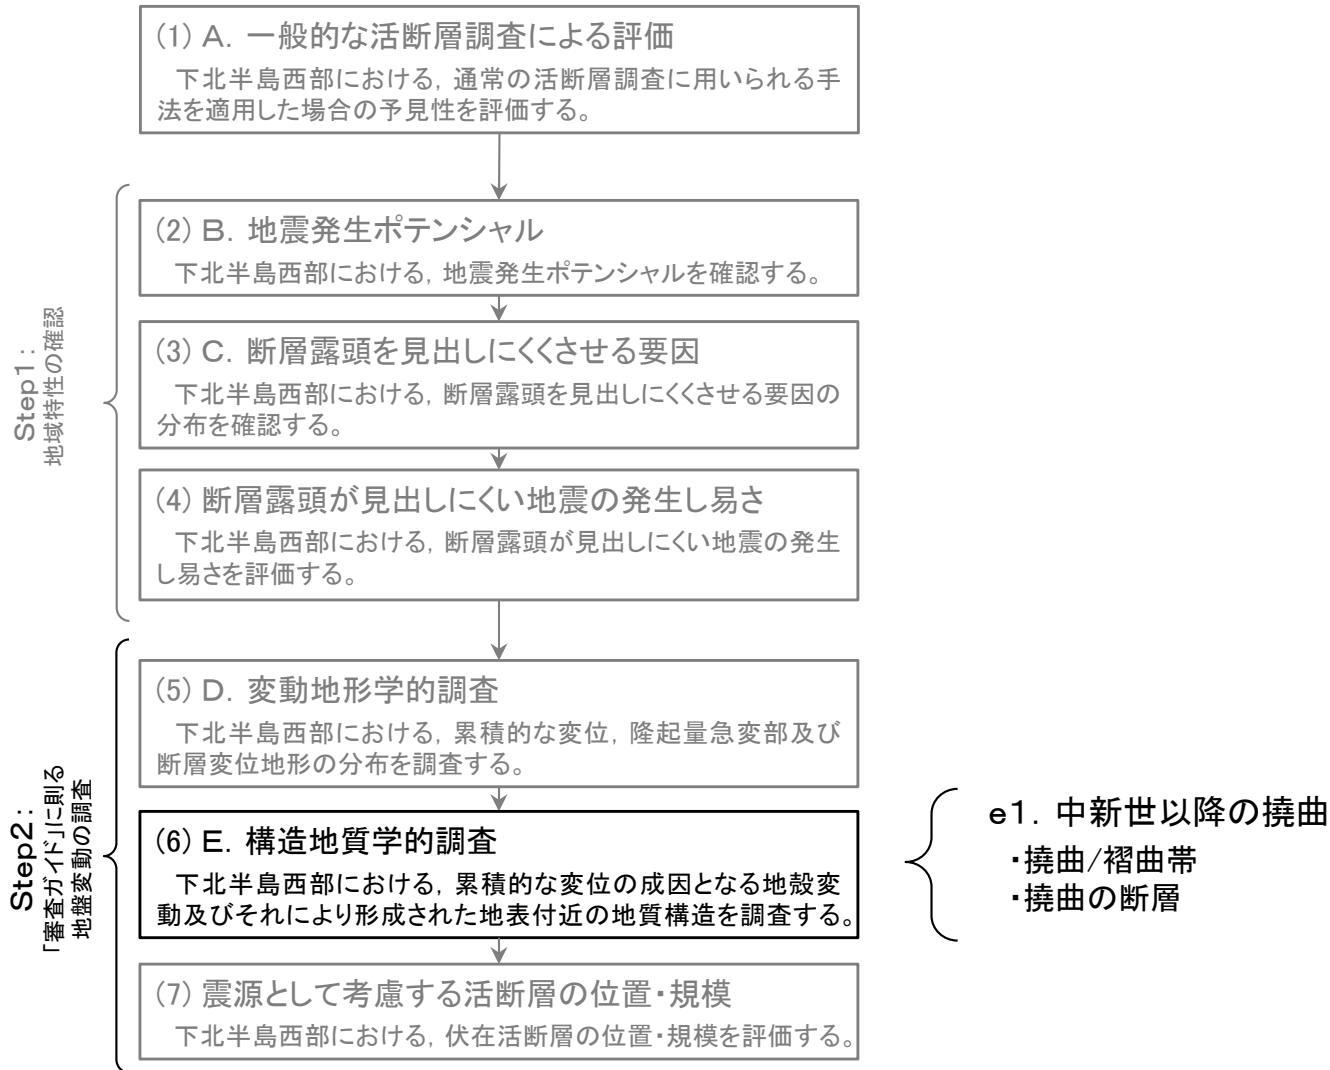 (1) A. 一般的な活断層調査による評価
下北半島西部における, 通常の活断層調査に用いられる手
法を適用した場合の予見性を評価する。
Step1:
地域特性の確認
(2) B. 地震発生ポテンシャル
下北半島西部における, 地震発生ポテンシャルを確認する。
(3) C. 断層露頭を見出しにくくさせる要因
下北半島西部における, 断層露頭を見出しにくくさせる要因の
分布を確認する。
(4) 断層露頭が見出しにくい地震の発生し易さ
下北半島西部における, 断層露頭が見出しにくい地震の発生
し易さを評価する。
Step2:
「審査ガイド」に則る
地盤変動の調査
(5) D. 変動地形学的調査
下北半島西部における, 累積的な変位, 隆起量急変部及び
断層変位地形の分布を調査する。
(6) E. 構造地質学的調査
下北半島西部における, 累積的な変位の成因となる地殻変
動及びそれにより形成された地表付近の地質構造を調査する。
e1. 中新世以降の撓曲
・撓曲/褶曲帯
・撓曲の断層
(7) 震源として考慮する活断層の位置・規模
下北半島西部における, 伏在活断層の位置・規模を評価する。